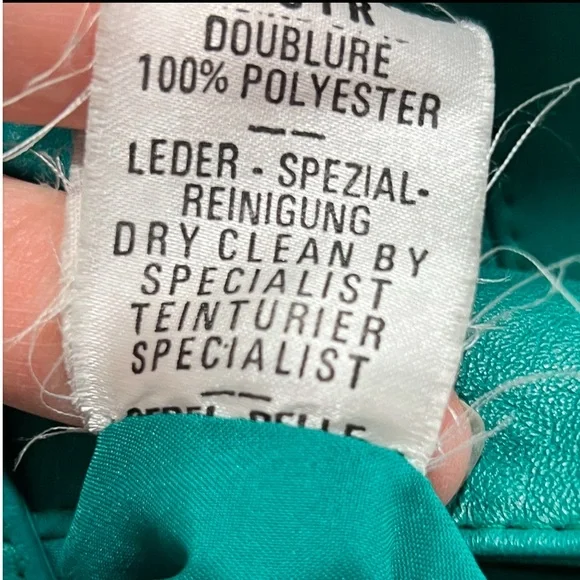 DOUBLURE
100% POLYESTER
LEDER - SPEZIAL-
REINIGUNG
DRY CLEAN BY
SPECIALIST
TEINTURIER
SPECIALIST